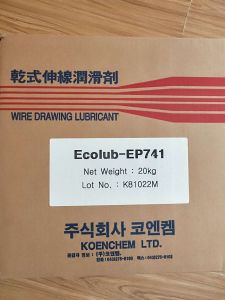 乾式伸線潤滑劑
WIRE DRAWING LUBRICANT
Ecolub-EP741
Net Weight : 20kg
Lot No. : K81022M
주식회사 코엔켐
KOENCHEM LTD.